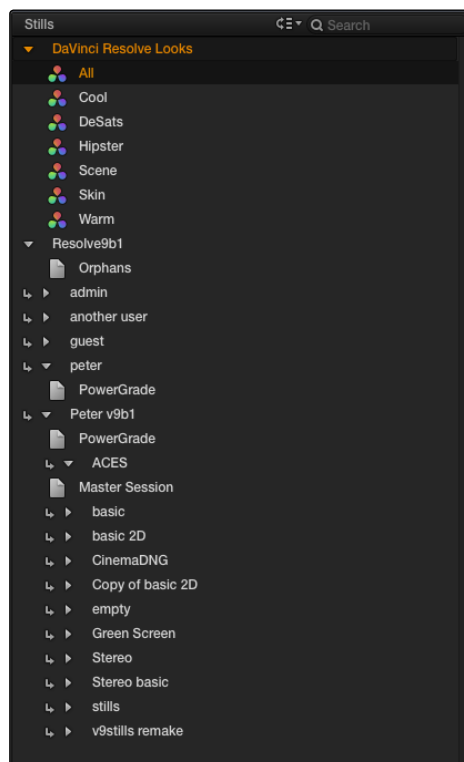 Stills Search
DaVinci Resolve Looks
All
Cool
DeSats
Hipster
Scene
Skin
Warm
Resolve9b1
Orphans
admin
another user
guest
peter
PowerGrade
Peter v9b1
PowerGrade
ACES
Master Session
basic
basic 2D
CinemaDNG
Copy of basic 2D
empty
Green Screen
Stereo
Stereo basic
stills
v9stills remake